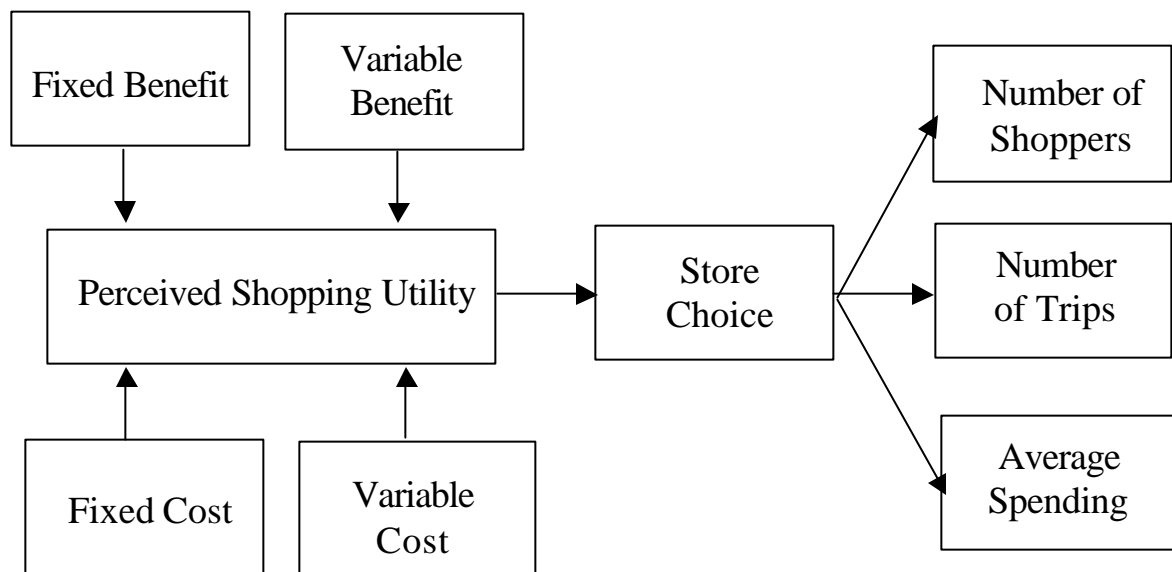 Fixed Benefit
Variable
Benefit
Number of
Shoppers
Perceived Shopping Utility
Store
Choice
Number
of Trips
Fixed Cost
Variable
Cost
Average
Spending